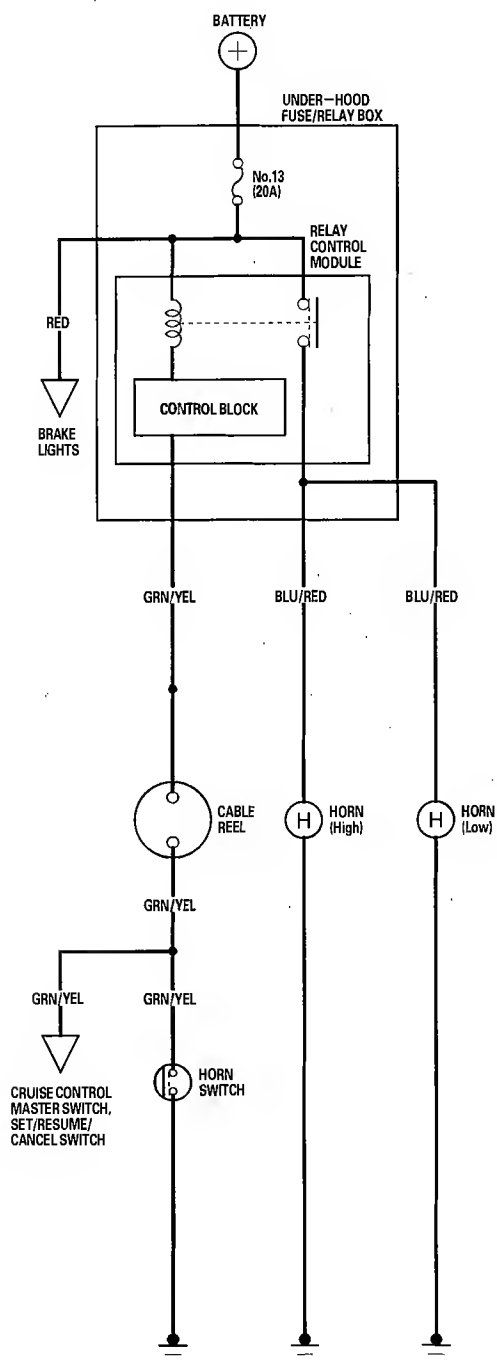 BATTERY
UNDER-HOOD
FUSE/RELAY BOX
No.13
(20A)
RELAY
CONTROL
MODULE
RED
CONTROL BLOCK
BRAKE
LIGHTS
GRN/YEL
BLU/RED
BLU/RED
CABLE
REEL
H
HORN
(High)
H
HORN
(Low)
GRN/YEL
GRN/YEL
GRN/YEL
HORN
SWITCH
CRUISE CONTROL
MASTER SWITCH,
SET/RESUME/
CANCEL SWITCH